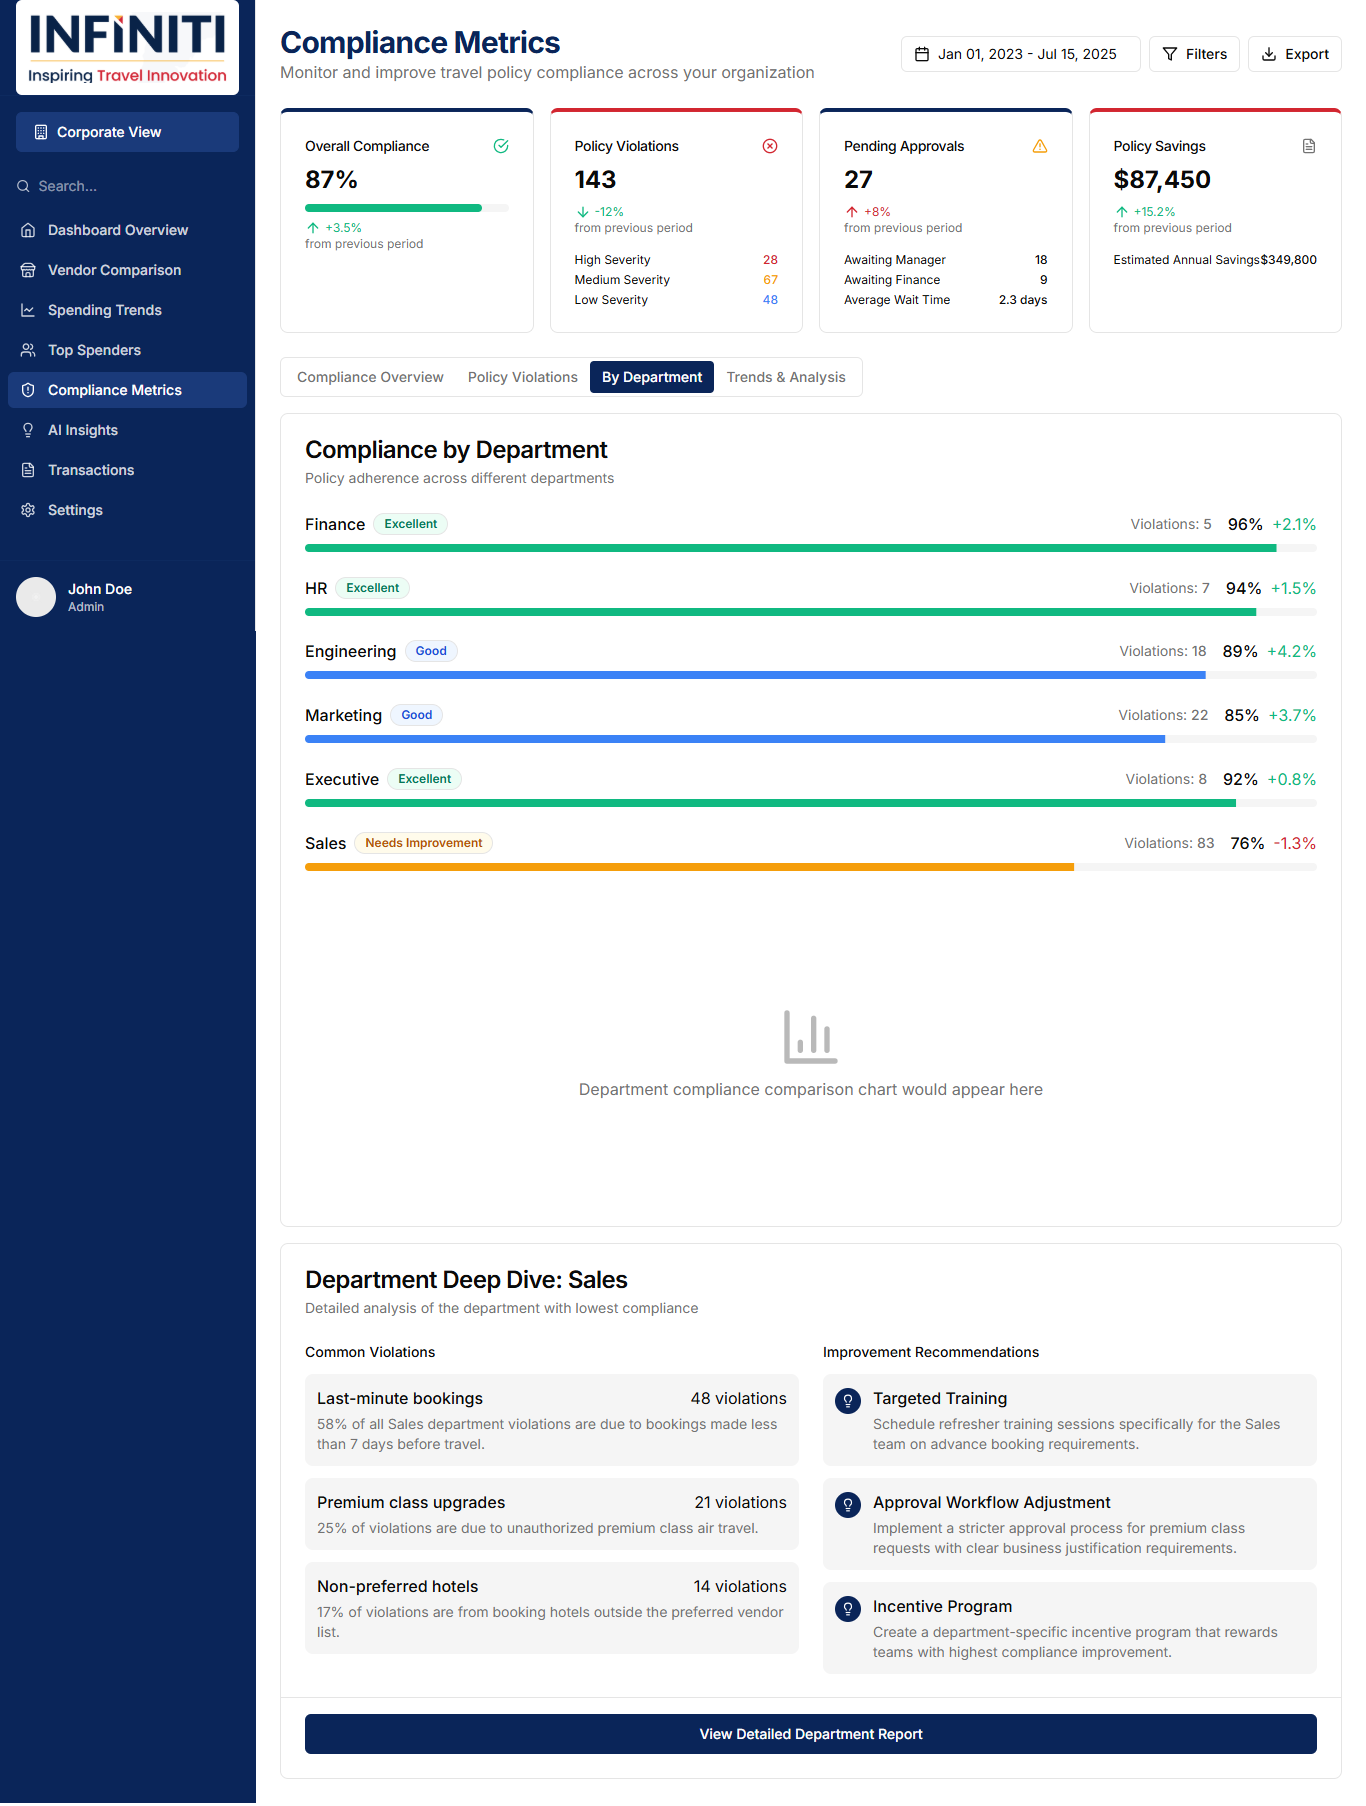 INFINITI
Inspiring Travel Innovation
Corporate View
Search...
Dashboard Overview
Vendor Comparison
Spending Trends
Top Spenders
Compliance Metrics
AI Insights
Transactions
Settings
John Doe
Admin
Compliance Metrics
Monitor and improve travel policy compliance across your organization
Jan 01, 2023 - Jul 15, 2025
Filters
Export
Overall Compliance
87%
+3.5%
from previous period
Policy Violations
143
-12%
from previous period
High Severity 28
Medium Severity 67
Low Severity 48
Pending Approvals
27
+8%
from previous period
Awaiting Manager 18
Awaiting Finance 9
Average Wait Time 2.3 days
Policy Savings
$87,450
+15.2%
from previous period
Estimated Annual Savings $349,800
Compliance Overview Policy Violations By Department Trends & Analysis
Compliance by Department
Policy adherence across different departments
Finance Excellent Violations: 5 96% +2.1%
HR Excellent Violations: 7 94% +1.5%
Engineering Good Violations: 18 89% +4.2%
Marketing Good Violations: 22 85% +3.7%
Executive Excellent Violations: 8 92% +0.8%
Sales Needs Improvement Violations: 83 76% -1.3%
Department compliance comparison chart would appear here
Department Deep Dive: Sales
Detailed analysis of the department with lowest compliance
Common Violations
Last-minute bookings 48 violations
58% of all Sales department violations are due to bookings made less
than 7 days before travel.
Premium class upgrades 21 violations
25% of violations are due to unauthorized premium class air travel.
Non-preferred hotels 14 violations
17% of violations are from booking hotels outside the preferred vendor
list.
Improvement Recommendations
Targeted Training
Schedule refresher training sessions specifically for the Sales
team on advance booking requirements.
Approval Workflow Adjustment
Implement a stricter approval process for premium class
requests with clear business justification requirements.
Incentive Program
Create a department-specific incentive program that rewards
teams with highest compliance improvement.
View Detailed Department Report